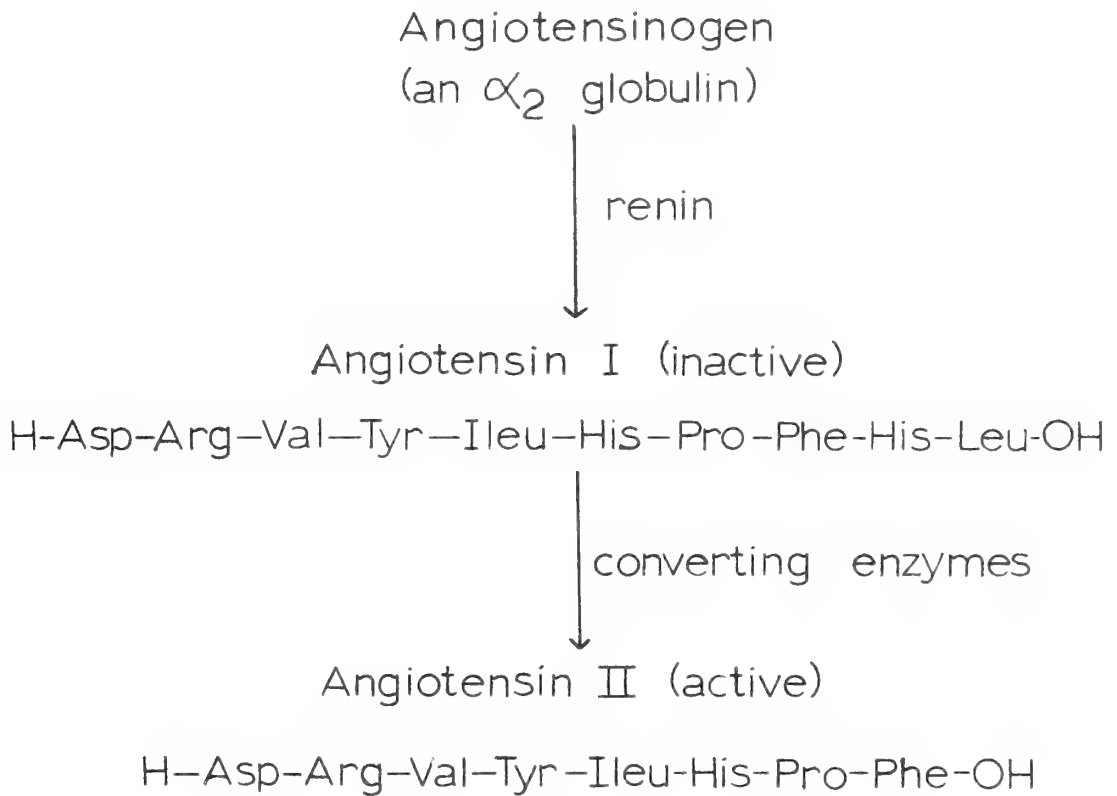 Angiotensinogen
(an α₂ globulin)
renin
Angiotensin I (inactive)
H-Asp-Arg-Val-Tyr-Ileu-His-Pro-Phe-His-Leu-OH
converting enzymes
Angiotensin II (active)
H-Asp-Arg-Val-Tyr-Ileu-His-Pro-Phe-OH